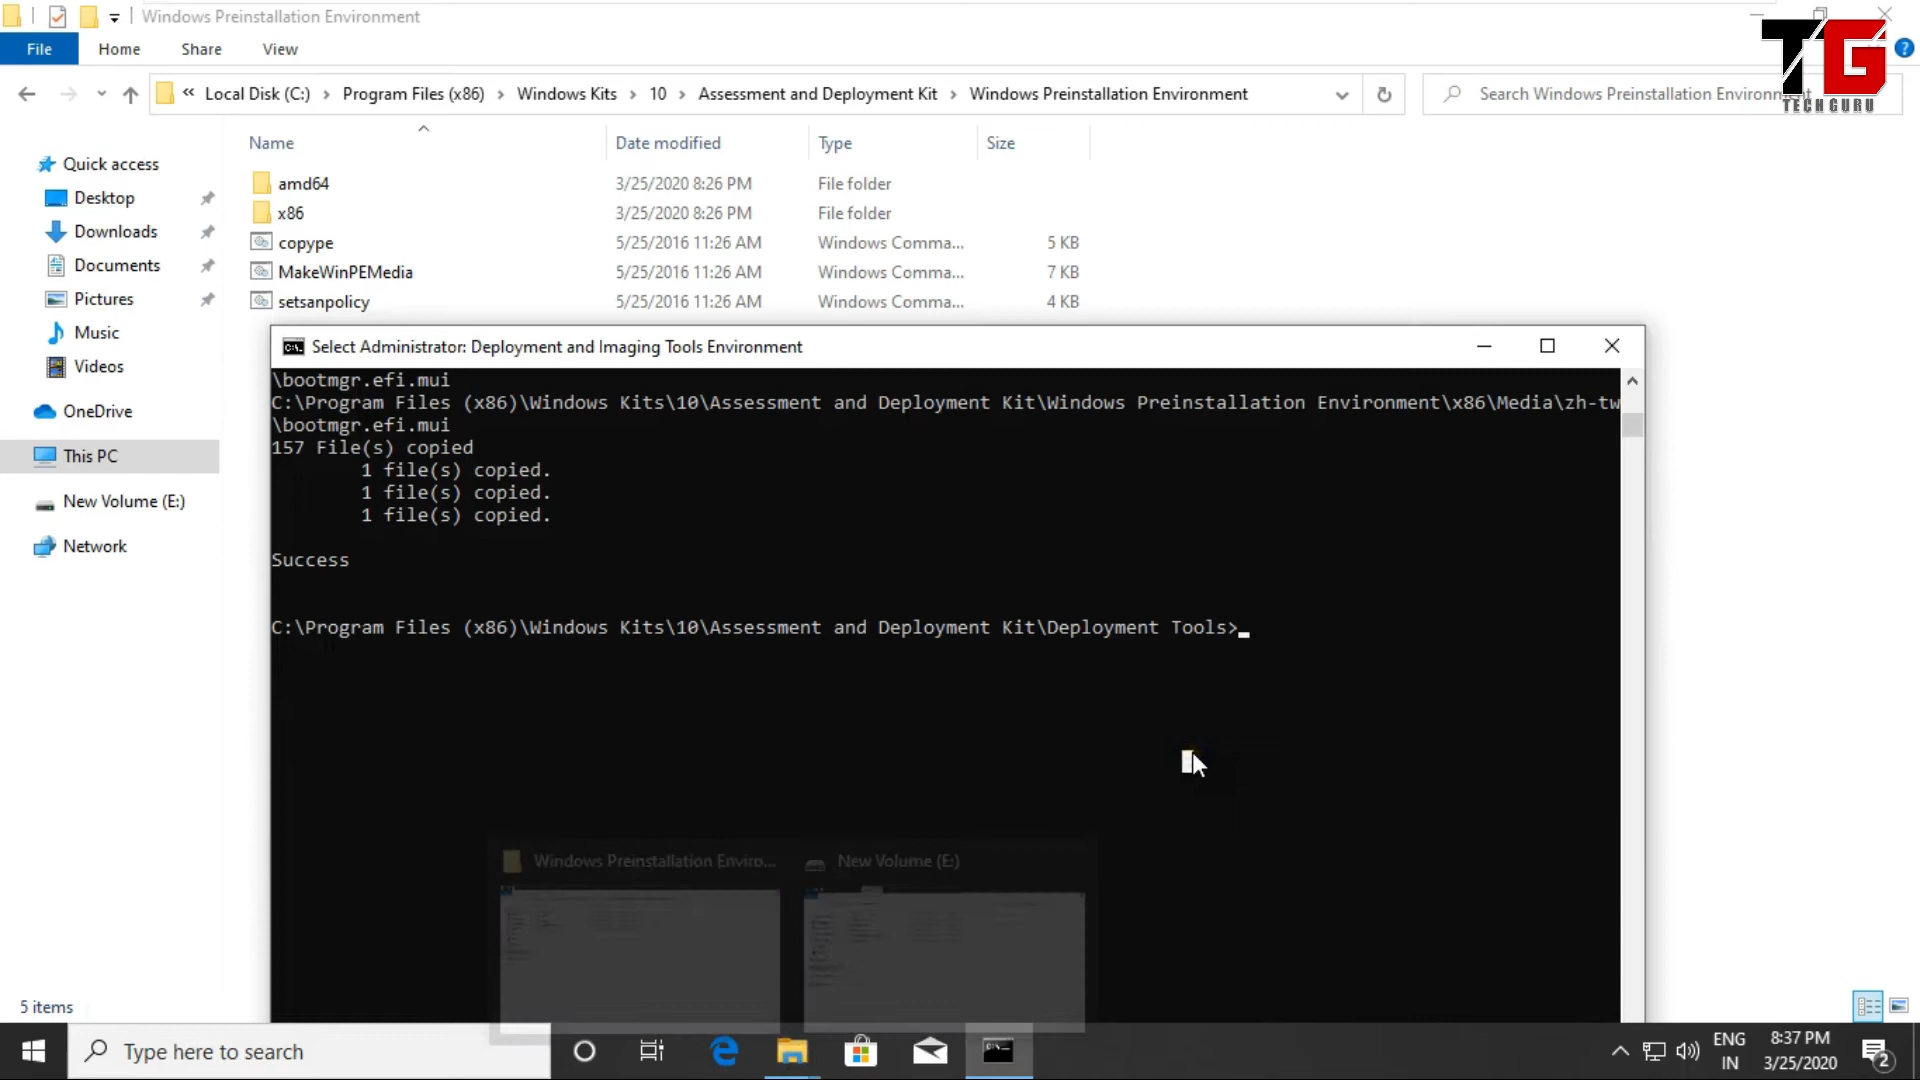 Windows Preinstallation Environment
File Home Share View
« Local Disk (C:) › Program Files (x86) › Windows Kits › 10 › Assessment and Deployment Kit › Windows Preinstallation Environment
Search Windows Preinstallation
TG
TECH GURU
Name Date modified Type Size
Quick access
Desktop
Downloads
Documents
Pictures
Music
Videos
OneDrive
This PC
New Volume (E:)
Network
amd64 3/25/2020 8:26 PM File folder
x86 3/25/2020 8:26 PM File folder
copype 5/25/2016 11:26 AM Windows Comma... 5 KB
MakeWinPEMedia 5/25/2016 11:26 AM Windows Comma... 7 KB
setsanpolicy 5/25/2016 11:26 AM Windows Comma... 4 KB
Select Administrator: Deployment and Imaging Tools Environment
\bootmgr.efi.mui
C:\Program Files (x86)\Windows Kits\10\Assessment and Deployment Kit\Windows Preinstallation Environment\x86\Media\zh-tw
\bootmgr.efi.mui
157 File(s) copied
1 file(s) copied.
1 file(s) copied.
1 file(s) copied.
Success
C:\Program Files (x86)\Windows Kits\10\Assessment and Deployment Kit\Deployment Tools>
Windows Preinstallation Enviro... New Volume (E:)
5 items
Type here to search
ENG
IN
8:37 PM
3/25/2020
2